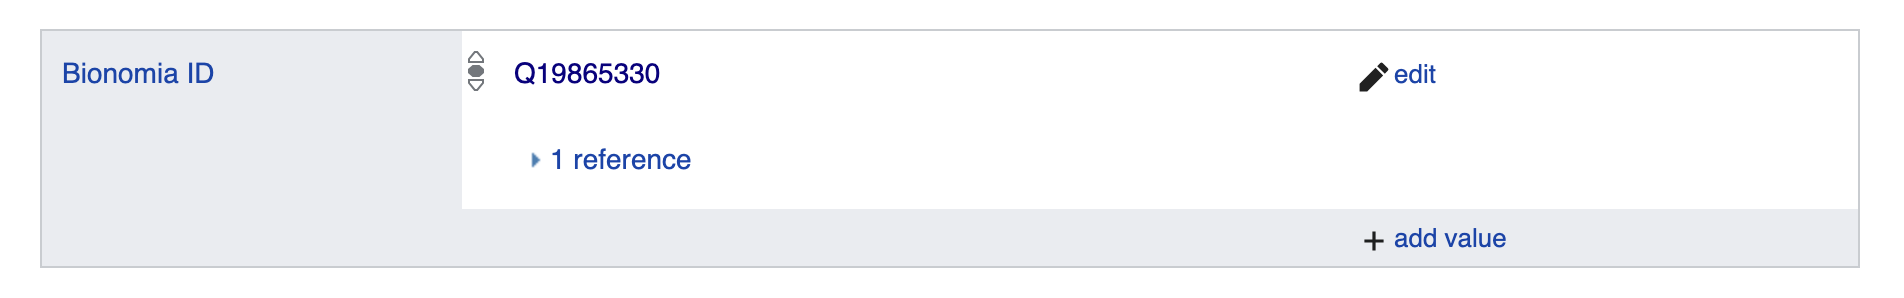 Bionomia ID
Q19865330
edit
1 reference
add value